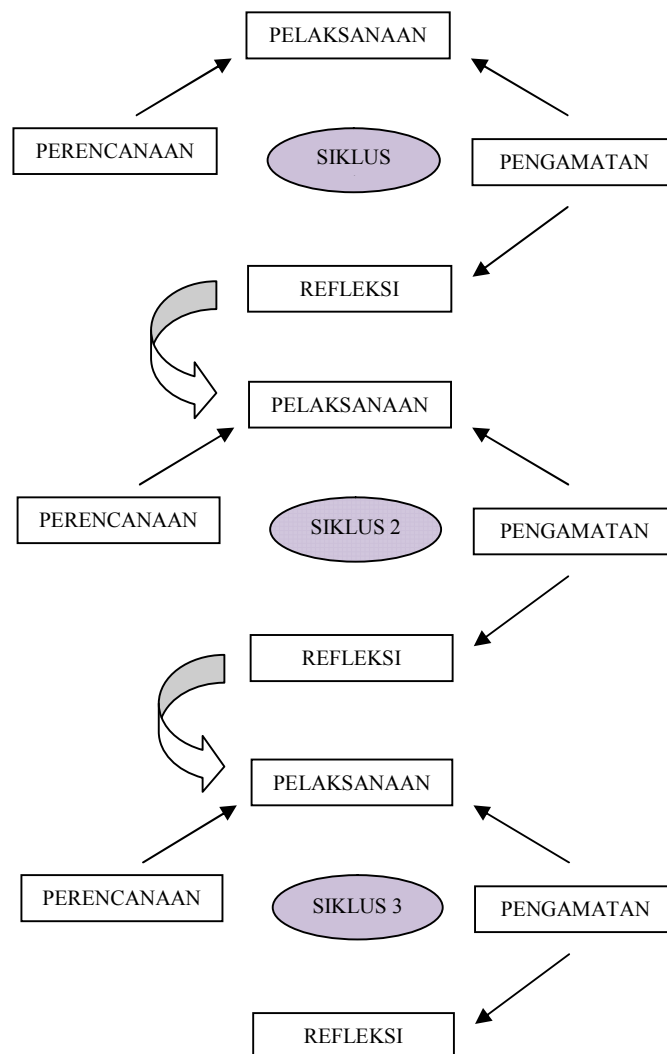 PELAKSANAAN
PERENCANAAN
SIKLUS
PENGAMATAN
REFLEKSI
PELAKSANAAN
PERENCANAAN
SIKLUS 2
PENGAMATAN
REFLEKSI
PELAKSANAAN
PERENCANAAN
SIKLUS 3
PENGAMATAN
REFLEKSI